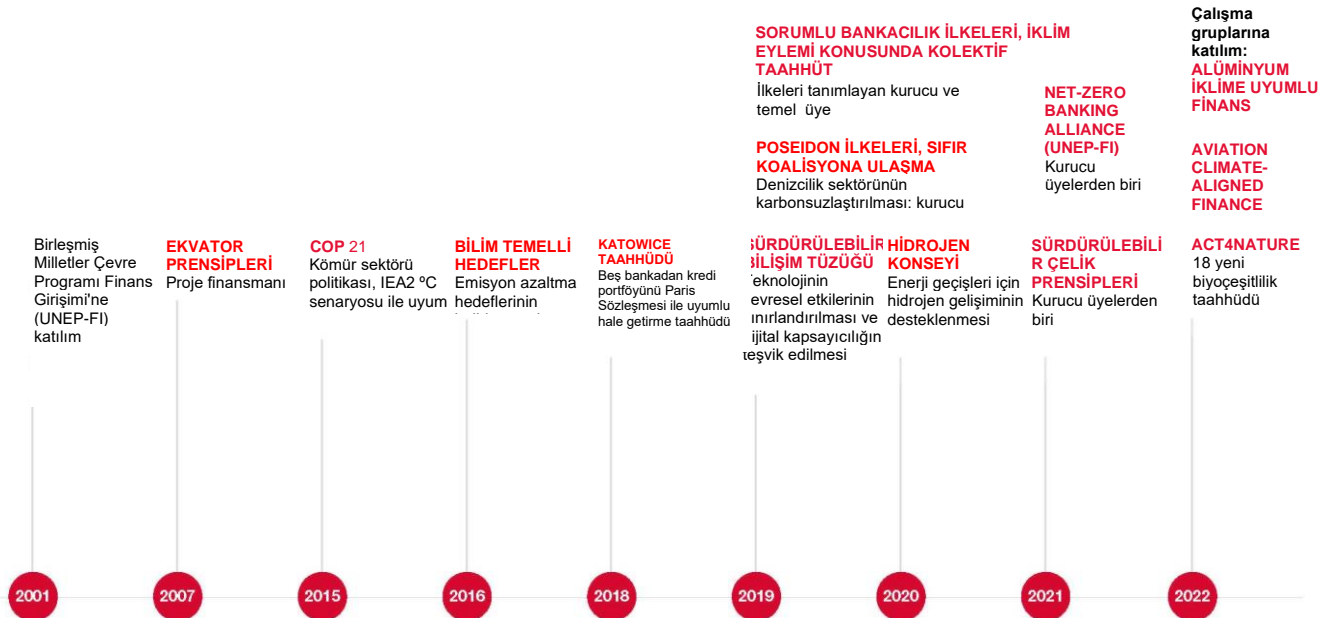 Birleşmiş
Milletler Çevre
Programı Finans
Girişimi'ne
(UNEP-FI)
katılım
EKVATOR
PRENSİPLERİ
Proje finansmanı
COP 21
Kömür sektörü
politikası, IEA2 ºC
senaryosu ile uyum
BİLİM TEMELLİ
HEDEFLER
Emisyon azaltma
hedeflerinin
KATOWICE
TAAHHÜDÜ
Beş bankadan kredi
portföyünü Paris
Sözleşmesi ile uyumlu
hale getirme taahhüdü
SORUMLU BANKACILIK İLKELERİ, İKLİM
EYLEMİ KONUSUNDA KOLEKTİF
TAAHHÜT
İlkeleri tanımlayan kurucu ve
temel üye
POSEIDON İLKELERİ, SIFIR
KOALİSYONA ULAŞMA
Denizcilik sektörünün
karbonsuzlaştırılması: kurucu
SÜRDÜRÜLEBİLİR
BİLİŞİM TÜZÜĞÜ
Teknolojinin
çevresel etkilerinin
sınırlandırılması ve
dijital kapsayıcılığın
teşvik edilmesi
HİDROJEN
KONSEYİ
Enerji geçişleri için
hidrojen gelişiminin
desteklenmesi
NET-ZERO
BANKING
ALLIANCE
(UNEP-FI)
Kurucu
üyelerden biri
SÜRDÜRÜLEBİLİ
R ÇELİK
PRENSİPLERİ
Kurucu üyelerden
biri
Çalışma
gruplarına
katılım:
ALÜMİNYUM
İKLİME UYUMLU
FİNANS
AVIATION
CLIMATE-
ALIGNED
FINANCE
ACT4NATURE
18 yeni
biyoçeşitlilik
taahhüdü
2001
2007
2015
2016
2018
2019
2020
2021
2022